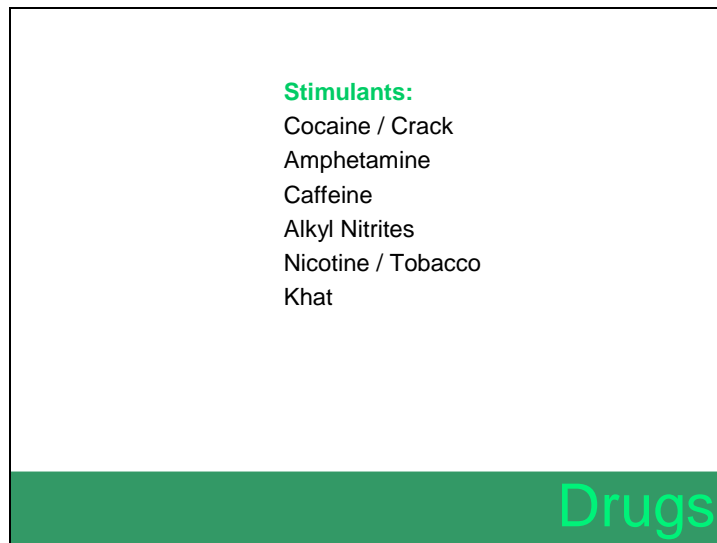 Stimulants:
Cocaine / Crack
Amphetamine
Caffeine
Alkyl Nitrites
Nicotine / Tobacco
Khat
Drugs